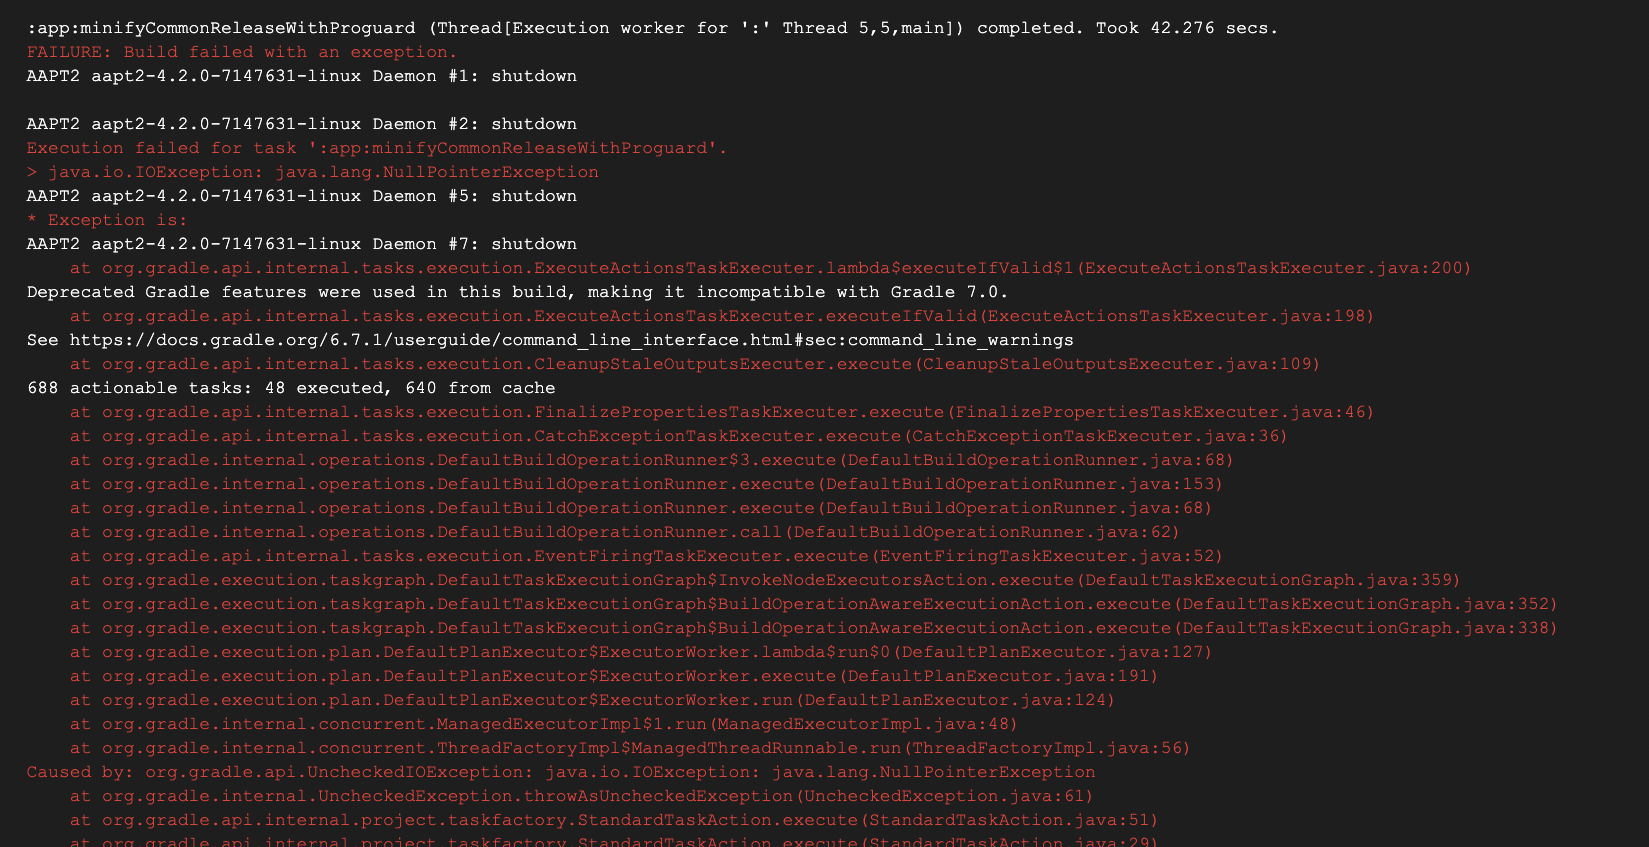 :app:minifyCommonReleaseWithProguard (Thread[Execution worker for ':' Thread 5,5,main]) completed. Took 42.276 secs.
FAILURE: Build failed with an exception.
AAPT2 aapt2-4.2.0-7147631-linux Daemon #1: shutdown
AAPT2 aapt2-4.2.0-7147631-linux Daemon #2: shutdown
Execution failed for task ':app:minifyCommonReleaseWithProguard'.
> java.io.IOException: java.lang.NullPointerException
AAPT2 aapt2-4.2.0-7147631-linux Daemon #5: shutdown
* Exception is:
AAPT2 aapt2-4.2.0-7147631-linux Daemon #7: shutdown
at org.gradle.api.internal.tasks.execution.ExecuteActionsTaskExecuter.lambda$executeIfValid$1(ExecuteActionsTaskExecuter.java:200)
Deprecated Gradle features were used in this build, making it incompatible with Gradle 7.0.
at org.gradle.api.internal.tasks.execution.ExecuteActionsTaskExecuter.executeIfValid(ExecuteActionsTaskExecuter.java:198)
See https://docs.gradle.org/6.7.1/userguide/command_line_interface.html#sec:command_line_warnings
at org.gradle.api.internal.tasks.execution.CleanupStaleOutputsExecuter.execute(CleanupStaleOutputsExecuter.java:109)
688 actionable tasks: 48 executed, 640 from cache
at org.gradle.api.internal.tasks.execution.FinalizePropertiesTaskExecuter.execute(FinalizePropertiesTaskExecuter.java:46)
at org.gradle.api.internal.tasks.execution.CatchExceptionTaskExecuter.execute(CatchExceptionTaskExecuter.java:36)
at org.gradle.internal.operations.DefaultBuildOperationRunner$3.execute(DefaultBuildOperationRunner.java:68)
at org.gradle.internal.operations.DefaultBuildOperationRunner.execute(DefaultBuildOperationRunner.java:153)
at org.gradle.internal.operations.DefaultBuildOperationRunner.execute(DefaultBuildOperationRunner.java:68)
at org.gradle.internal.operations.DefaultBuildOperationRunner.call(DefaultBuildOperationRunner.java:62)
at org.gradle.api.internal.tasks.execution.EventFiringTaskExecuter.execute(EventFiringTaskExecuter.java:52)
at org.gradle.execution.taskgraph.DefaultTaskExecutionGraph$InvokeNodeExecutorsAction.execute(DefaultTaskExecutionGraph.java:359)
at org.gradle.execution.taskgraph.DefaultTaskExecutionGraph$BuildOperationAwareExecutionAction.execute(DefaultTaskExecutionGraph.java:352)
at org.gradle.execution.taskgraph.DefaultTaskExecutionGraph$BuildOperationAwareExecutionAction.execute(DefaultTaskExecutionGraph.java:338)
at org.gradle.execution.plan.DefaultPlanExecutor$ExecutorWorker.lambda$run$0(DefaultPlanExecutor.java:127)
at org.gradle.execution.plan.DefaultPlanExecutor$ExecutorWorker.execute(DefaultPlanExecutor.java:191)
at org.gradle.execution.plan.DefaultPlanExecutor$ExecutorWorker.run(DefaultPlanExecutor.java:124)
at org.gradle.internal.concurrent.ManagedExecutorImpl$1.run(ManagedExecutorImpl.java:48)
at org.gradle.internal.concurrent.ThreadFactoryImpl$ManagedThreadRunnable.run(ThreadFactoryImpl.java:56)
Caused by: org.gradle.api.UncheckedIOException: java.io.IOException: java.lang.NullPointerException
at org.gradle.internal.UncheckedException.throwAsUncheckedException(UncheckedException.java:61)
at org.gradle.api.internal.project.taskfactory.StandardTaskAction.execute(StandardTaskAction.java:51)
at org.gradle.api.internal.project.taskfactory.StandardTaskAction.execute(StandardTaskAction.java:29)